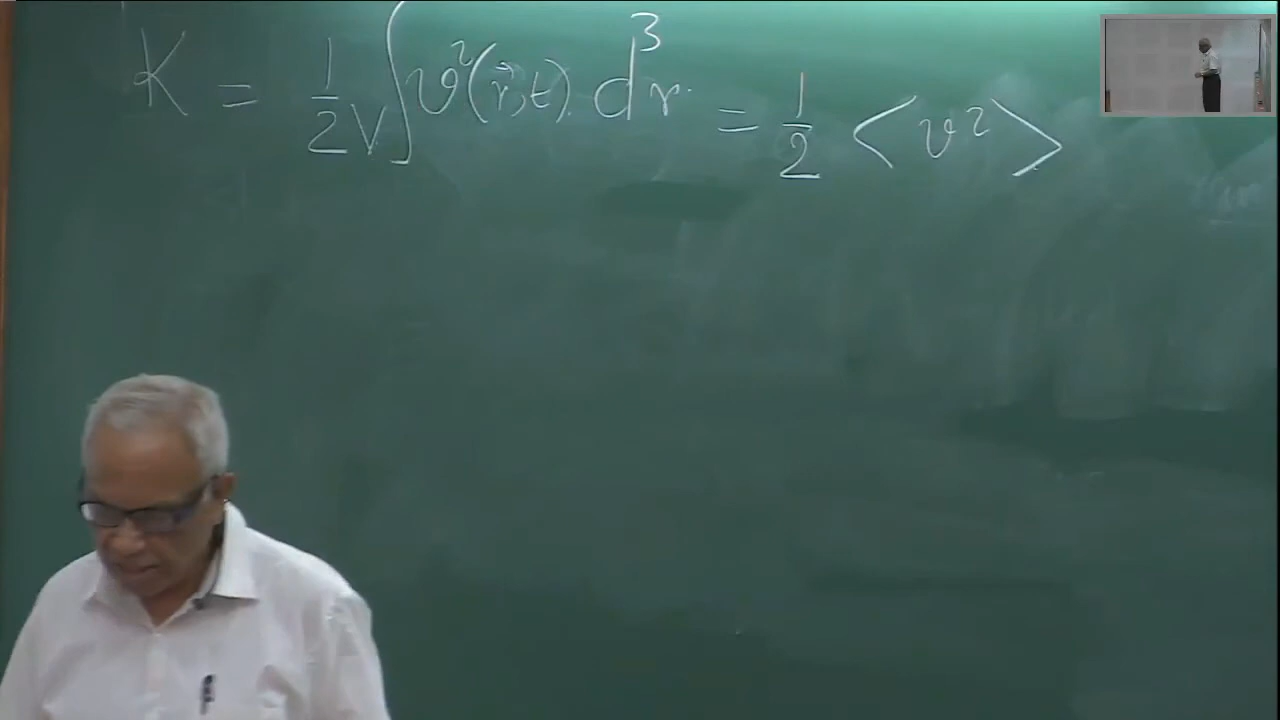 K = 1/2V ∫ v²(r⃗,t) d³r = 1/2 < v² >